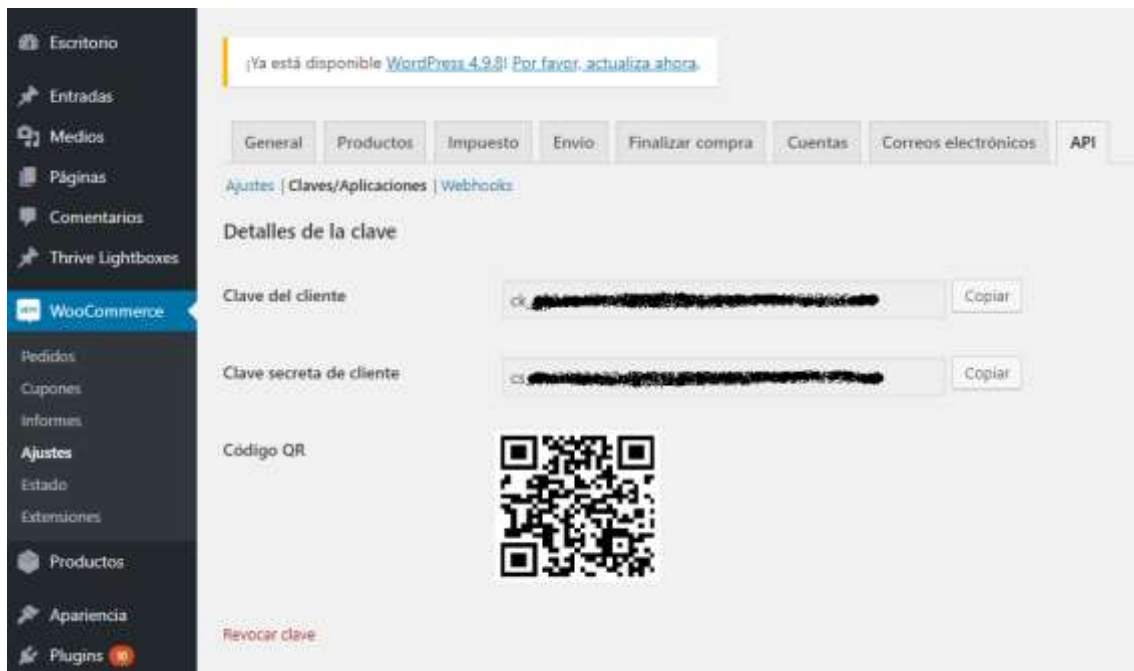 Escritorio
Entradas
Medios
Páginas
Comentarios
Thrive Lightboxes
WooCommerce
Pedidos
Cupones
Informes
Ajustes
Estado
Extensiones
Productos
Apariencia
Plugins 10
¡Ya está disponible WordPress 4.9.8! Por favor, actualiza ahora.
General Productos Impuesto Envío Finalizar compra Cuentas Correos electrónicos API
Ajustes | Claves/Aplicaciones | Webhooks
Detalles de la clave
Clave del cliente ck_ Copiar
Clave secreta de cliente cs Copiar
Código QR
Revocar clave